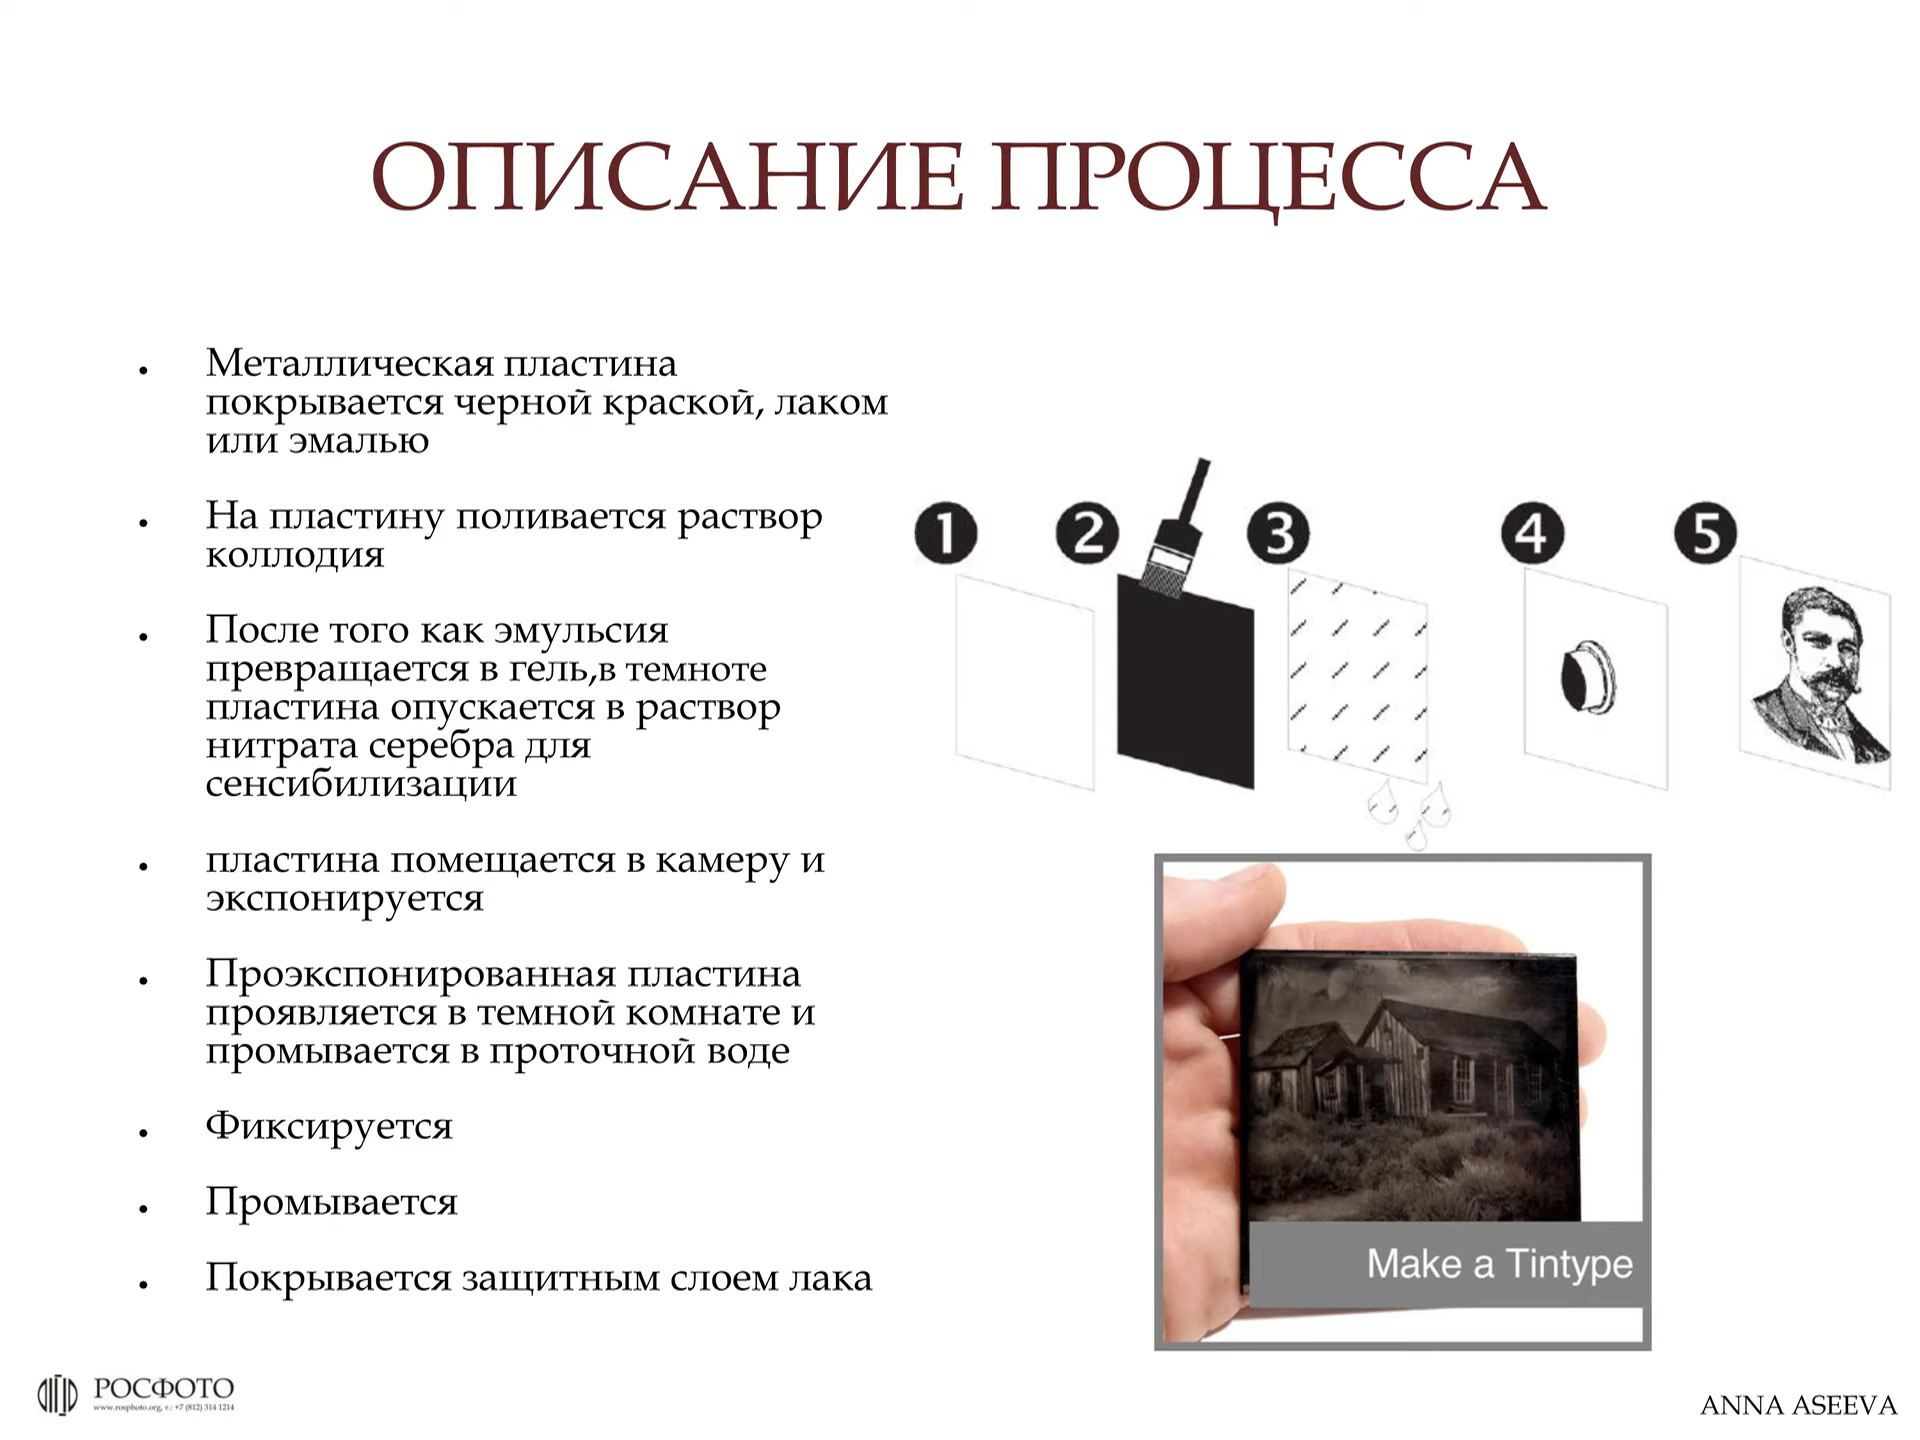 ОПИСАНИЕ ПРОЦЕССА
Металлическая пластина
покрывается черной краской, лаком
или эмалью
На пластину поливается раствор
коллодия
После того как эмульсия
превращается в гель,в темноте
пластина опускается в раствор
нитрата серебра для
сенсибилизации
пластина помещается в камеру и
экспонируется
Проэкспонированная пластина
проявляется в темной комнате и
промывается в проточной воде
Фиксируется
Промывается
Покрывается защитным слоем лака
1 2 3 4 5
Make a Tintype
РОСФОТО
www.rosphoto.org, т.: +7 (812) 314 1214
ANNA ASEEVA